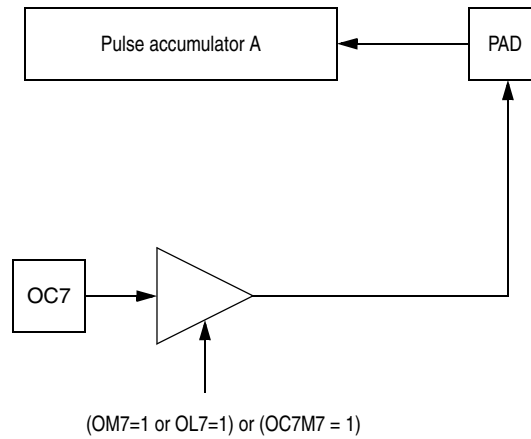 Pulse accumulator A
PAD
OC7
(OM7=1 or OL7=1) or (OC7M7 = 1)